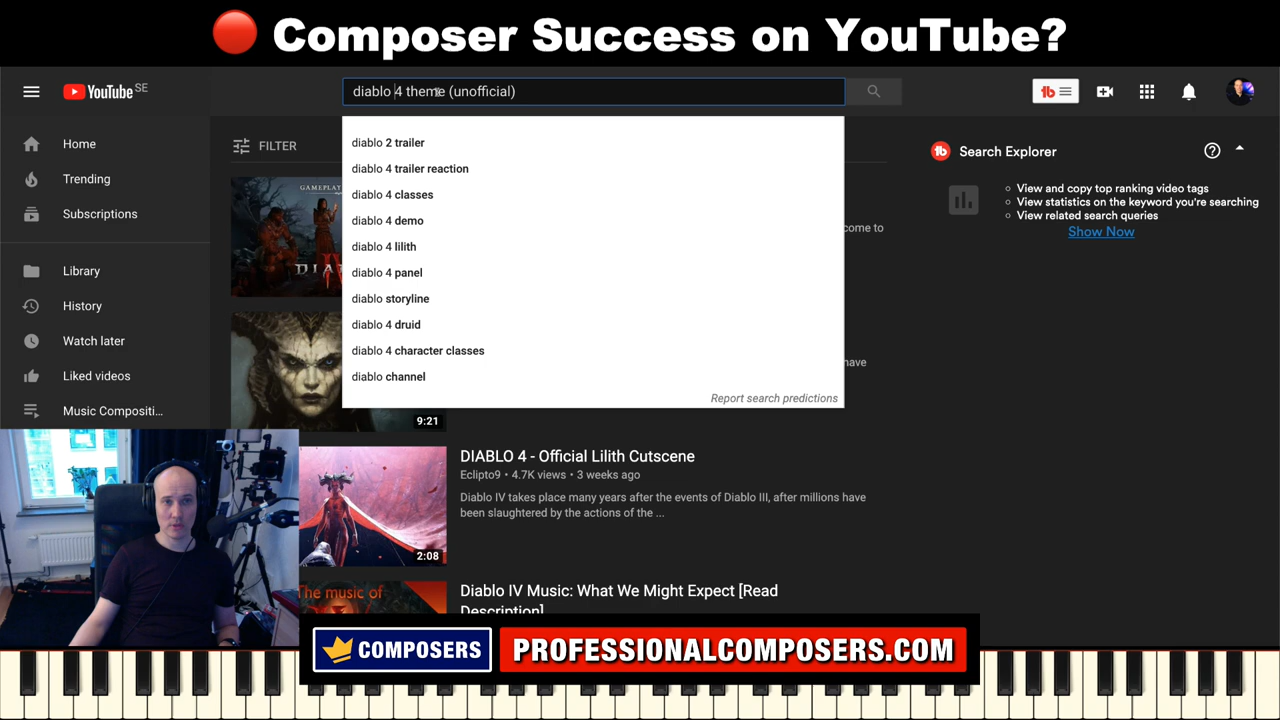 Composer Success on YouTube?
YouTube SE
diablo 4 theme (unofficial)
Home
Trending
Subscriptions
Library
History
Watch later
Liked videos
Music Compositi...
FILTER
GAMEPLAY
diablo 2 trailer
diablo 4 trailer reaction
diablo 4 classes
diablo 4 demo
diablo 4 lilith
diablo 4 panel
diablo storyline
diablo 4 druid
diablo 4 character classes
diablo channel
Report search predictions
come to
have
9:21
Search Explorer
View and copy top ranking video tags
View statistics on the keyword you're searching
View related search queries
Show Now
2:08
DIABLO 4 - Official Lilith Cutscene
Eclipto9 • 4.7K views • 3 weeks ago
Diablo IV takes place many years after the events of Diablo III, after millions have
been slaughtered by the actions of the ...
The music of
Diablo IV Music: What We Might Expect [Read
Description]
COMPOSERS
PROFESSIONALCOMPOSERS.COM